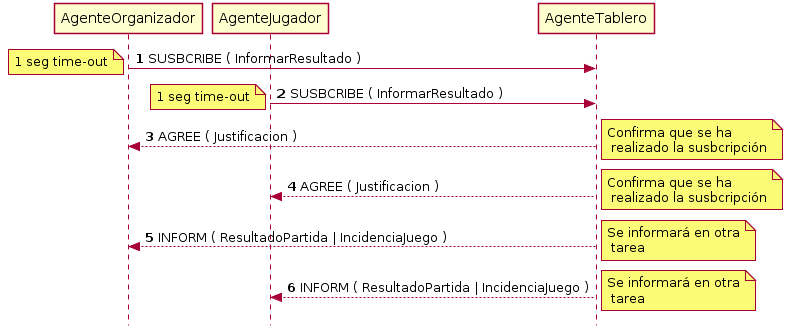 AgenteOrganizador AgenteJugador AgenteTablero
1 seg time-out 1 SUSBCRIBE ( InformarResultado )
1 seg time-out 2 SUSBCRIBE ( InformarResultado )
3 AGREE ( Justificacion ) Confirma que se ha
realizado la susbcripción
4 AGREE ( Justificacion ) Confirma que se ha
realizado la susbcripción
5 INFORM ( ResultadoPartida | IncidenciaJuego ) Se informará en otra
tarea
6 INFORM ( ResultadoPartida | IncidenciaJuego ) Se informará en otra
tarea